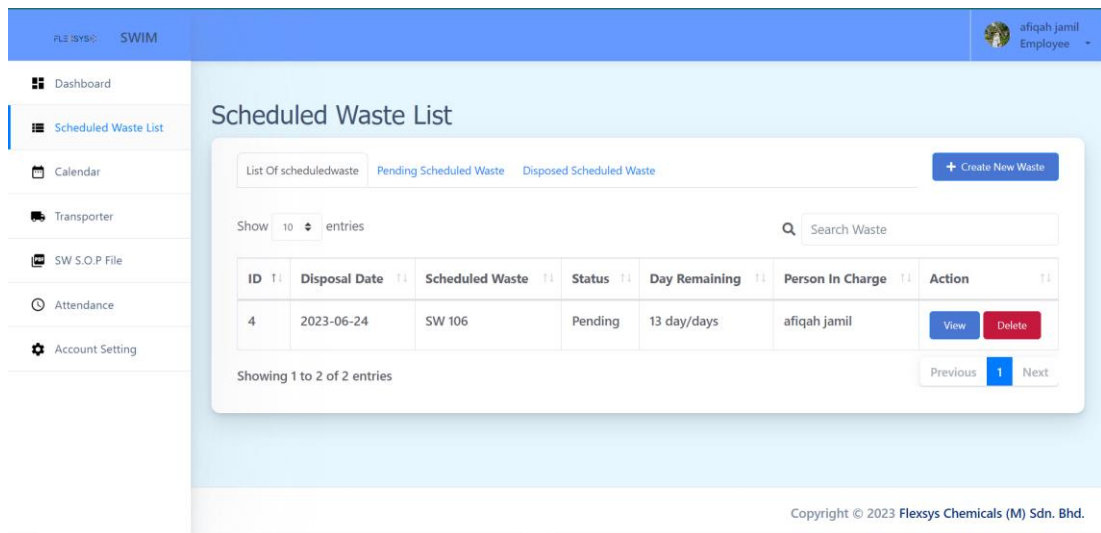 FLEXSYS SWIM
afiqah jamil
Employee
Dashboard
Scheduled Waste List
Calendar
Transporter
SW S.O.P File
Attendance
Account Setting
Scheduled Waste List
List Of scheduledwaste Pending Scheduled Waste Disposed Scheduled Waste
+ Create New Waste
Show 10 entries
Search Waste
ID Disposal Date Scheduled Waste Status Day Remaining Person In Charge Action
4 2023-06-24 SW 106 Pending 13 day/days afiqah jamil View Delete
Showing 1 to 2 of 2 entries
Previous 1 Next
Copyright © 2023 Flexsys Chemicals (M) Sdn. Bhd.